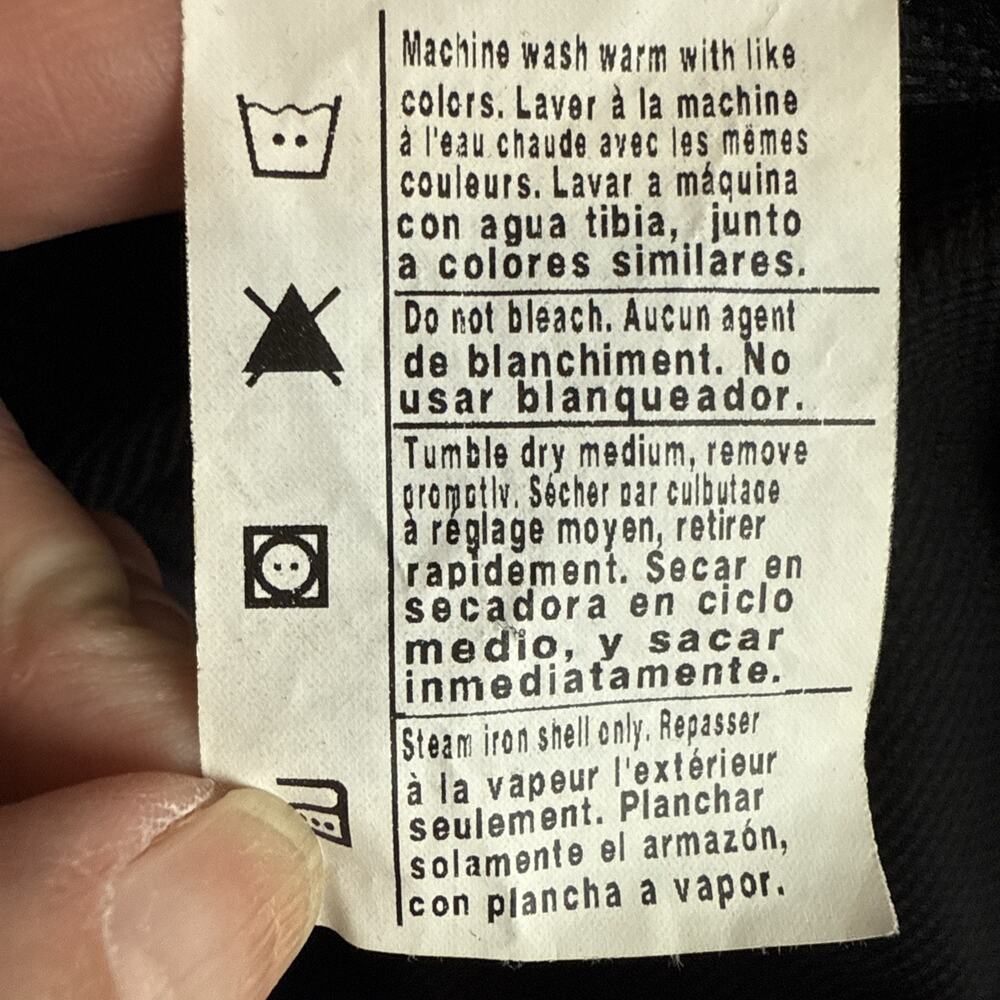 Machine wash warm with like
colors. Laver à la machine
à l'eau chaude avec les mêmes
couleurs. Lavar a máquina
con agua tibia, junto
a colores similares.
Do not bleach. Aucun agent
de blanchiment. No
usar blanqueador.
Tumble dry medium, remove
promptly. Sécher par culbutage
à réglage moyen, retirer
rapidement. Secar en
secadora en ciclo
medio, y sacar
inmediatamente.
Steam iron shell only. Repasser
à la vapeur l'extérieur
seulement. Planchar
solamente el armazón,
con plancha a vapor.